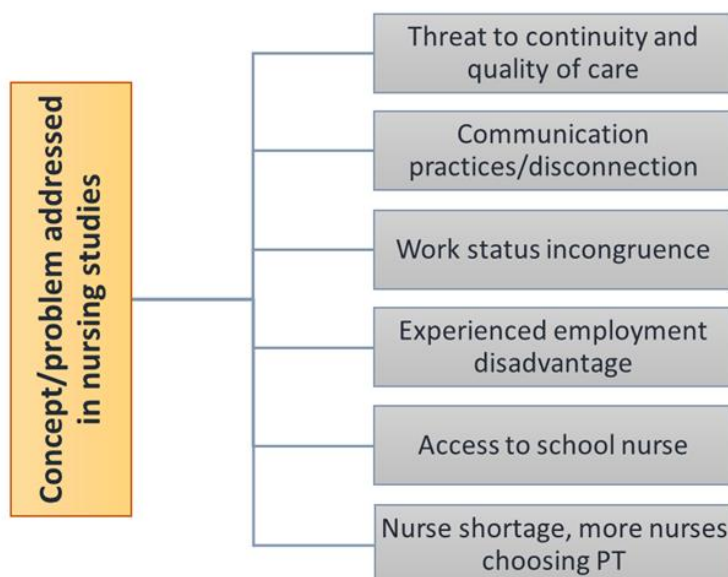 Concept/problem addressed
in nursing studies
Threat to continuity and
quality of care
Communication
practices/disconnection
Work status incongruence
Experienced employment
disadvantage
Access to school nurse
Nurse shortage, more nurses
choosing PT